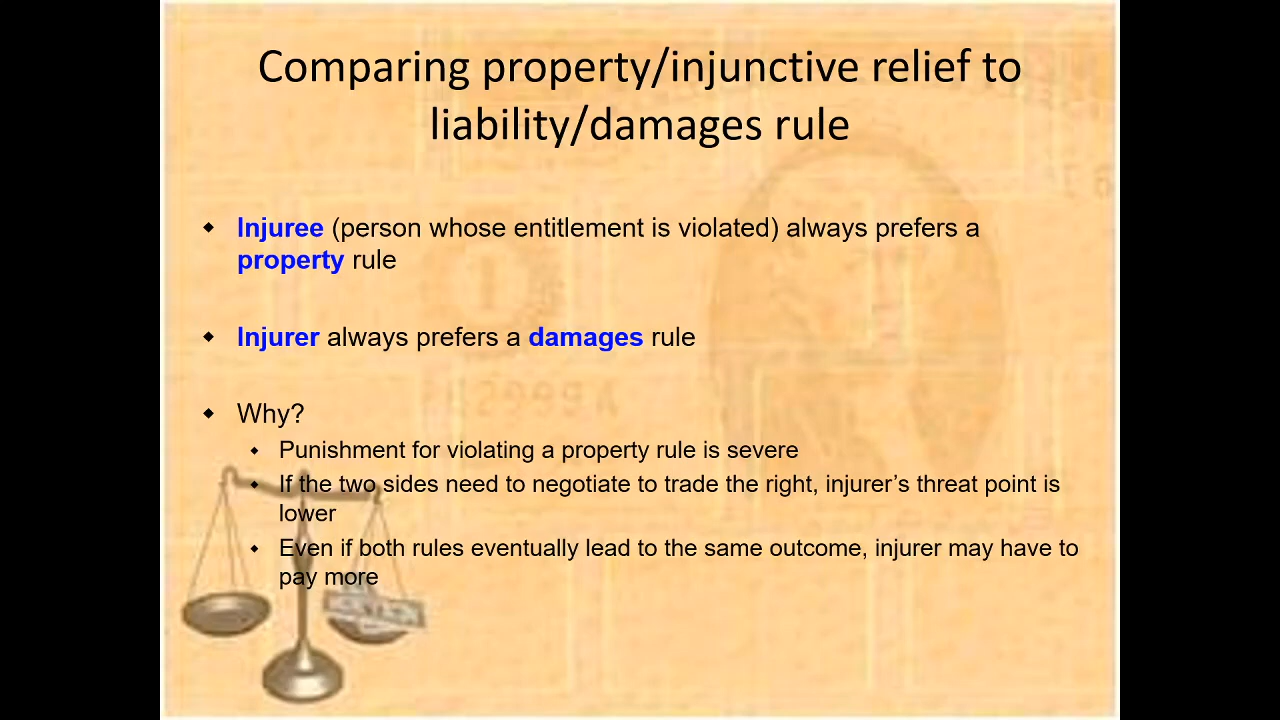 Comparing property/injunctive relief to
liability/damages rule
Injuree (person whose entitlement is violated) always prefers a
property rule
Injurer always prefers a damages rule
Why?
Punishment for violating a property rule is severe
If the two sides need to negotiate to trade the right, injurer’s threat point is
lower
Even if both rules eventually lead to the same outcome, injurer may have to
pay more